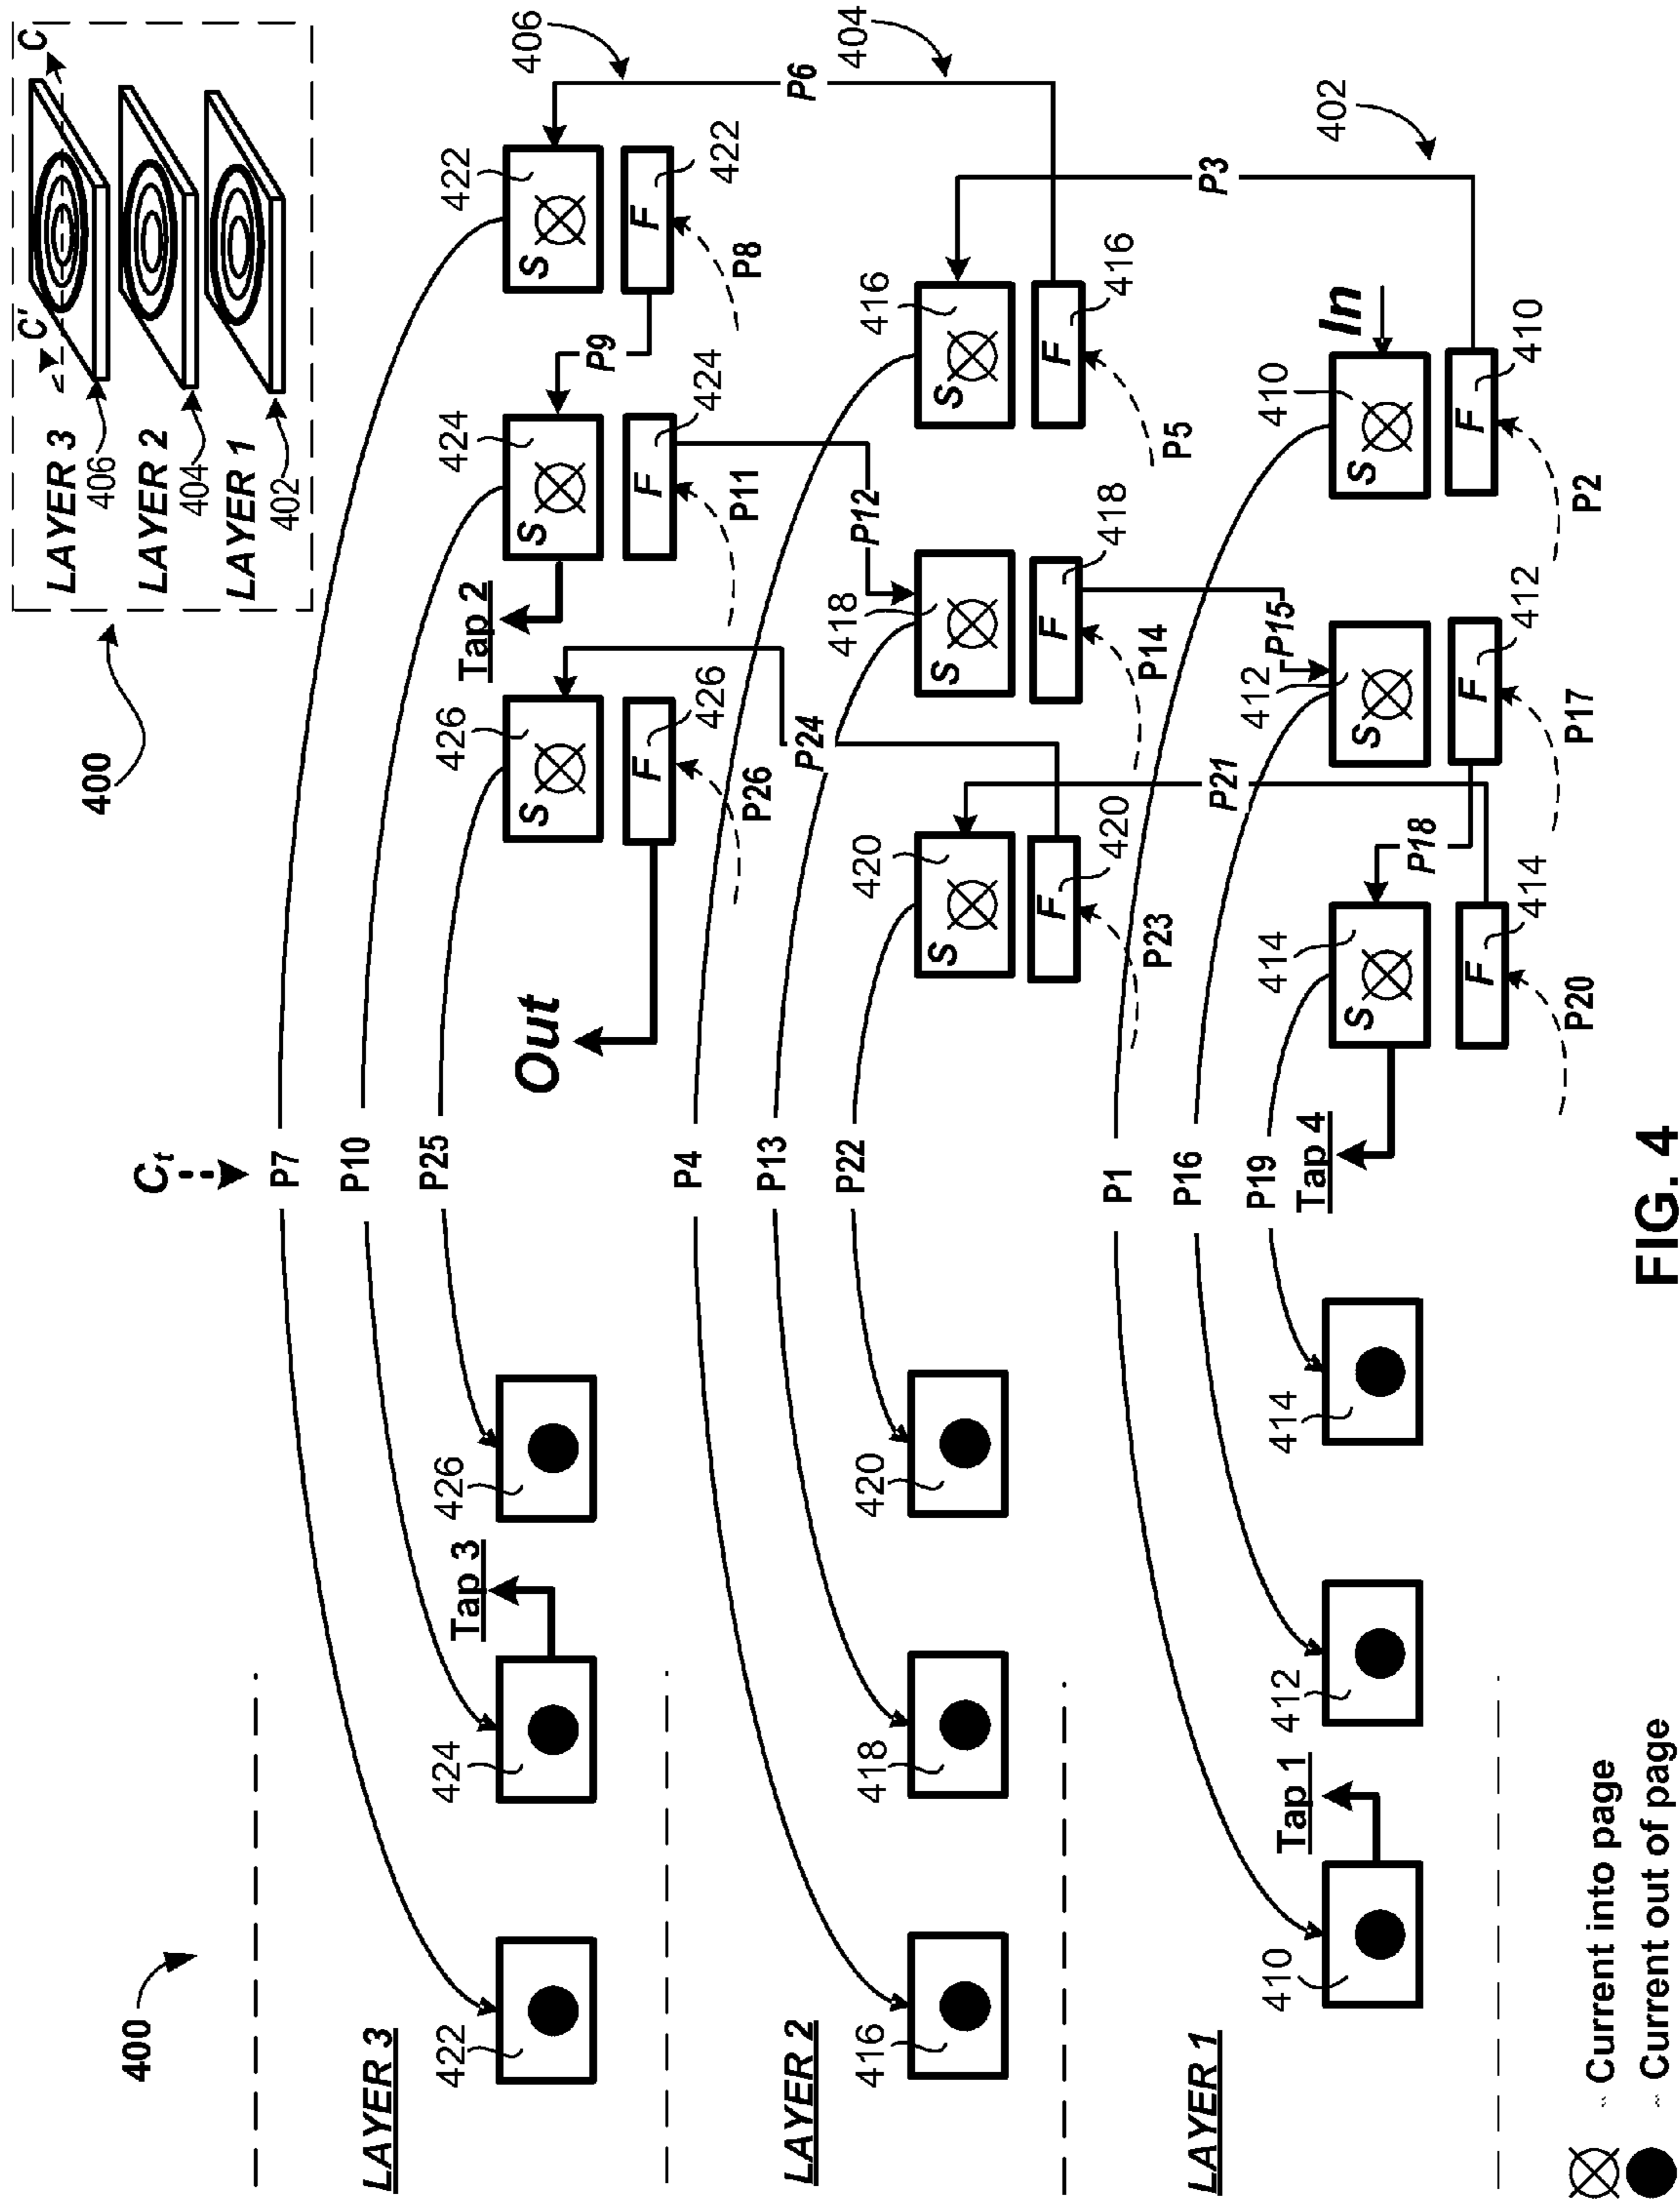 400
400
LAYER 3
406
LAYER 2
404
LAYER 1
402
C'
C
Ct
P7
P10
P25
P4
P13
P22
P1
P16
P19
LAYER 3
422
424
Tap 3
426
426
S
F
426
P26
Out
Tap 2
424
S
F
424
P11
P9
422
S
F
422
P8
406
P6
404
LAYER 2
416
418
420
420
S
F
420
P23
P24
418
S
F
418
P14
P12
416
S
F
416
P5
P3
402
LAYER 1
410
Tap 1
412
414
Tap 4
414
S
F
414
P20
P18
P21
412
S
F
412
P17
P15
410
S
In
F
410
P2
~ Current into page
~ Current out of page
FIG. 4